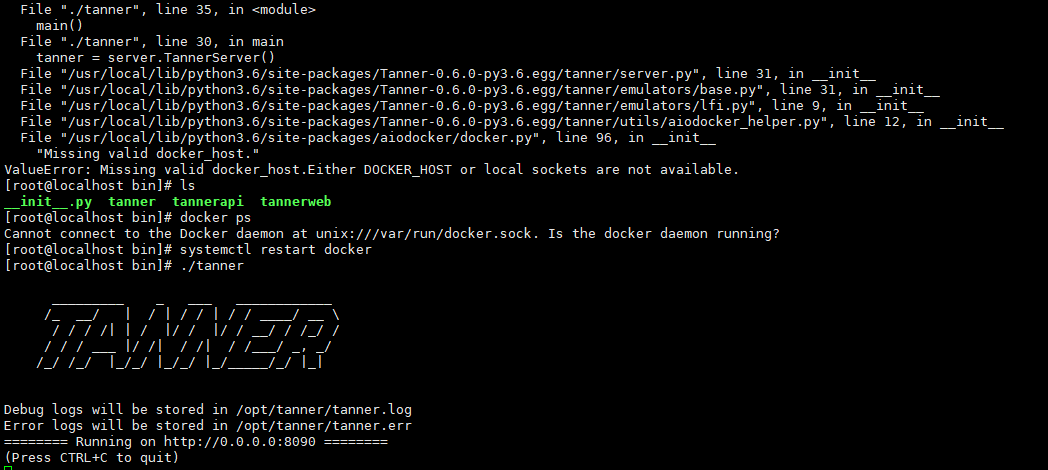 File "./tanner", line 35, in <module>
    main()
  File "./tanner", line 30, in main
    tanner = server.TannerServer()
  File "/usr/local/lib/python3.6/site-packages/Tanner-0.6.0-py3.6.egg/tanner/server.py", line 31, in __init__
  File "/usr/local/lib/python3.6/site-packages/Tanner-0.6.0-py3.6.egg/tanner/emulators/base.py", line 31, in __init__
  File "/usr/local/lib/python3.6/site-packages/Tanner-0.6.0-py3.6.egg/tanner/emulators/lfi.py", line 9, in __init__
  File "/usr/local/lib/python3.6/site-packages/Tanner-0.6.0-py3.6.egg/tanner/utils/aiodocker_helper.py", line 12, in __init__
  File "/usr/local/lib/python3.6/site-packages/aiodocker/docker.py", line 96, in __init__
    "Missing valid docker_host."
ValueError: Missing valid docker_host.Either DOCKER_HOST or local sockets are not available.
[root@localhost bin]# ls
__init__.py  tanner  tannerapi  tannerweb
[root@localhost bin]# docker ps
Cannot connect to the Docker daemon at unix:///var/run/docker.sock. Is the docker daemon running?
[root@localhost bin]# systemctl restart docker
[root@localhost bin]# ./tanner
TANNER
Debug logs will be stored in /opt/tanner/tanner.log
Error logs will be stored in /opt/tanner/tanner.err
======== Running on http://0.0.0.0:8090 ========
(Press CTRL+C to quit)